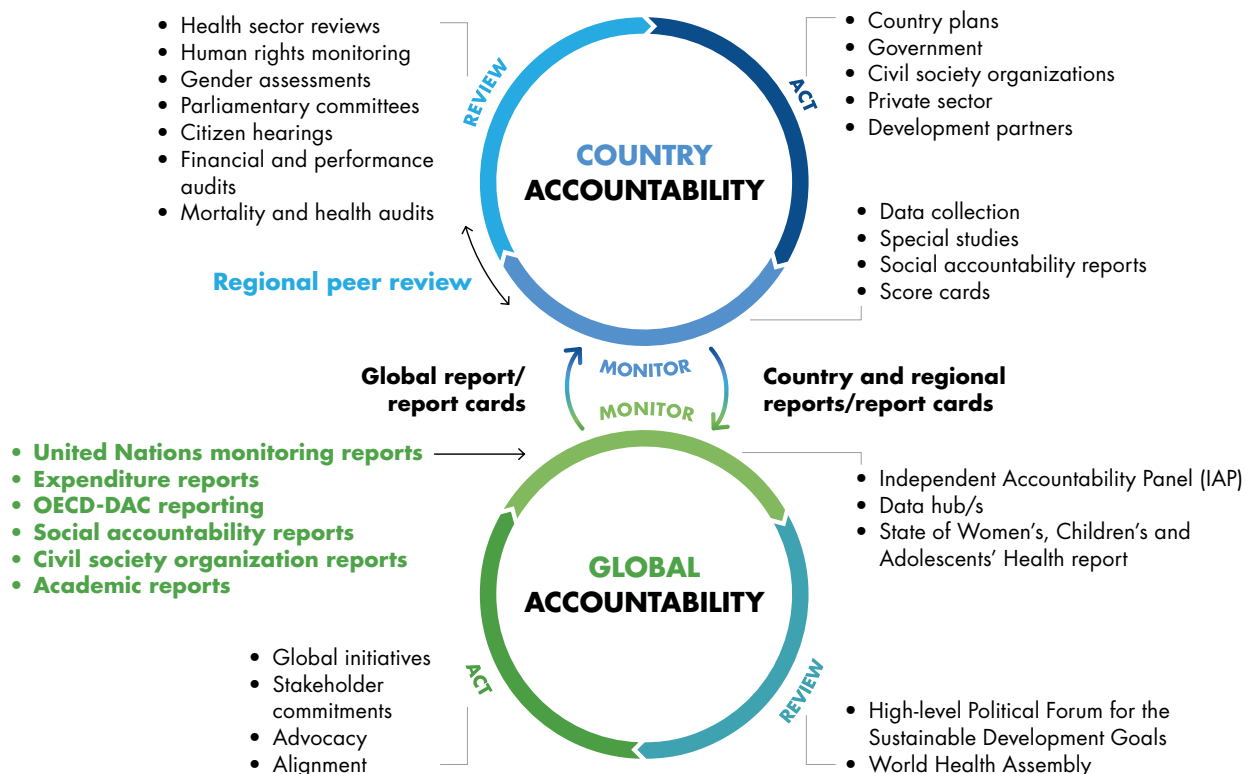 • Health sector reviews
• Human rights monitoring
• Gender assessments
• Parliamentary committees
• Citizen hearings
• Financial and performance
audits
• Mortality and health audits
REVIEW
ACT
• Country plans
• Government
• Civil society organizations
• Private sector
• Development partners
COUNTRY
ACCOUNTABILITY
• Data collection
• Special studies
• Social accountability reports
• Score cards
Regional peer review
MONITOR
Global report/
report cards
Country and regional
reports/report cards
MONITOR
• United Nations monitoring reports
• Expenditure reports
• OECD-DAC reporting
• Social accountability reports
• Civil society organization reports
• Academic reports
• Independent Accountability Panel (IAP)
• Data hub/s
• State of Women’s, Children’s and
Adolescents’ Health report
GLOBAL
ACCOUNTABILITY
• Global initiatives
• Stakeholder
commitments
• Advocacy
• Alignment
ACT
REVIEW
• High-level Political Forum for the
Sustainable Development Goals
• World Health Assembly